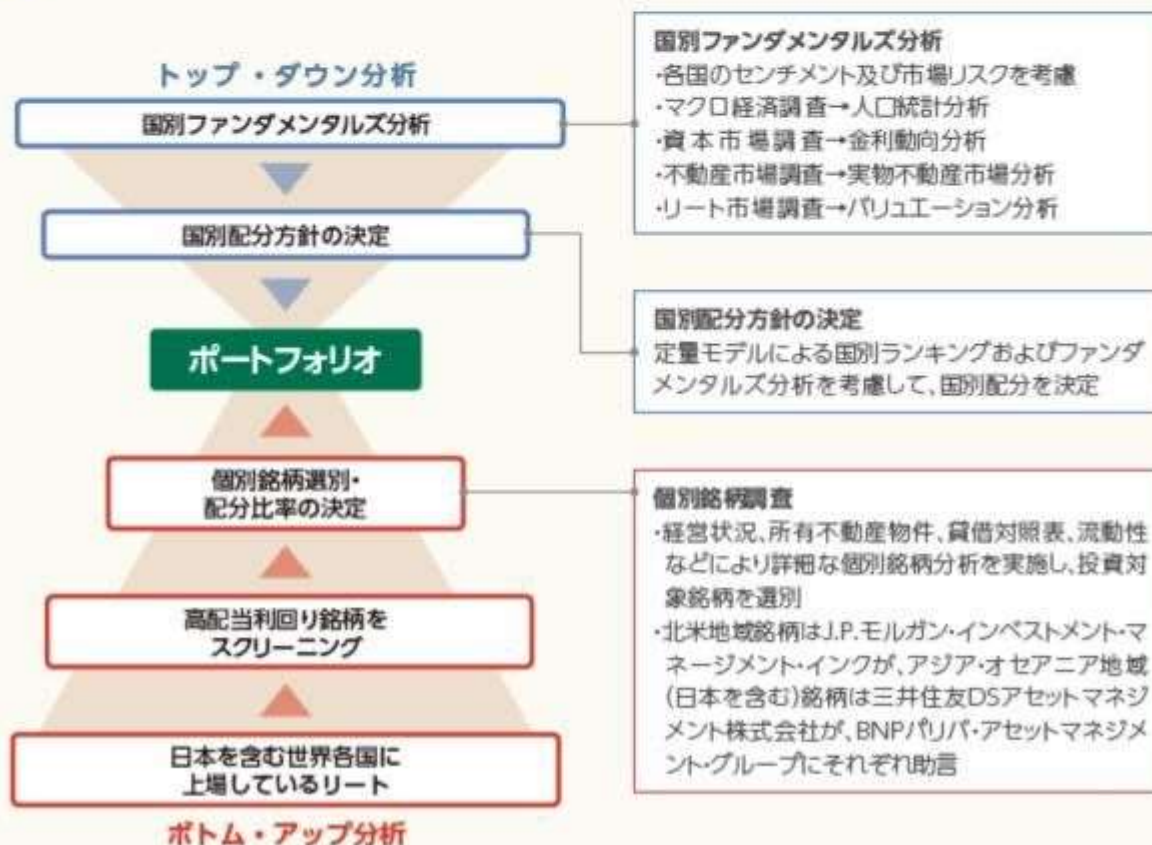 トップ・ダウン分析
国別ファンダメンタルズ分析
国別配分方針の決定
ポートフォリオ
個別銘柄選別・
配分比率の決定
高配当利回り銘柄を
スクリーニング
日本を含む世界各国に
上場しているリート
ボトム・アップ分析
国別ファンダメンタルズ分析
・各国のセンチメント及び市場リスクを考慮
・マクロ経済調査→人口統計分析
・資本市場調査→金利動向分析
・不動産市場調査→実物不動産市場分析
・リート市場調査→バリュエーション分析
国別配分方針の決定
定量モデルによる国別ランキングおよびファンダ
メンタルズ分析を考慮して、国別配分を決定
個別銘柄調査
・経営状況、所有不動産物件、貸借対照表、流動性
などにより詳細な個別銘柄分析を実施し、投資対
象銘柄を選別
・北米地域銘柄はJ.P.モルガン・インベストメント・マ
ネージメント・インクが、アジア・オセアニア地域
(日本を含む)銘柄は三井住友DSアセットマネジ
メント株式会社が、BNPパリバ・アセットマネジメ
ント・グループにそれぞれ助言